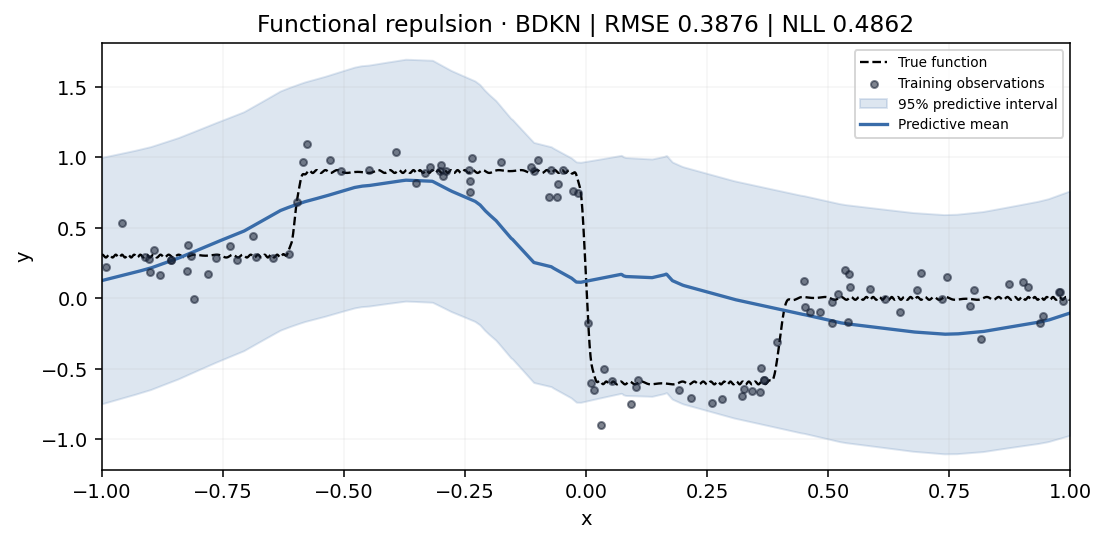 Functional repulsion · BDKN | RMSE 0.3876 | NLL 0.4862
True function
Training observations
95% predictive interval
Predictive mean
1.5
1.0
0.5
0.0
−0.5
−1.0
y
−1.00 −0.75 −0.50 −0.25 0.00 0.25 0.50 0.75 1.00
x